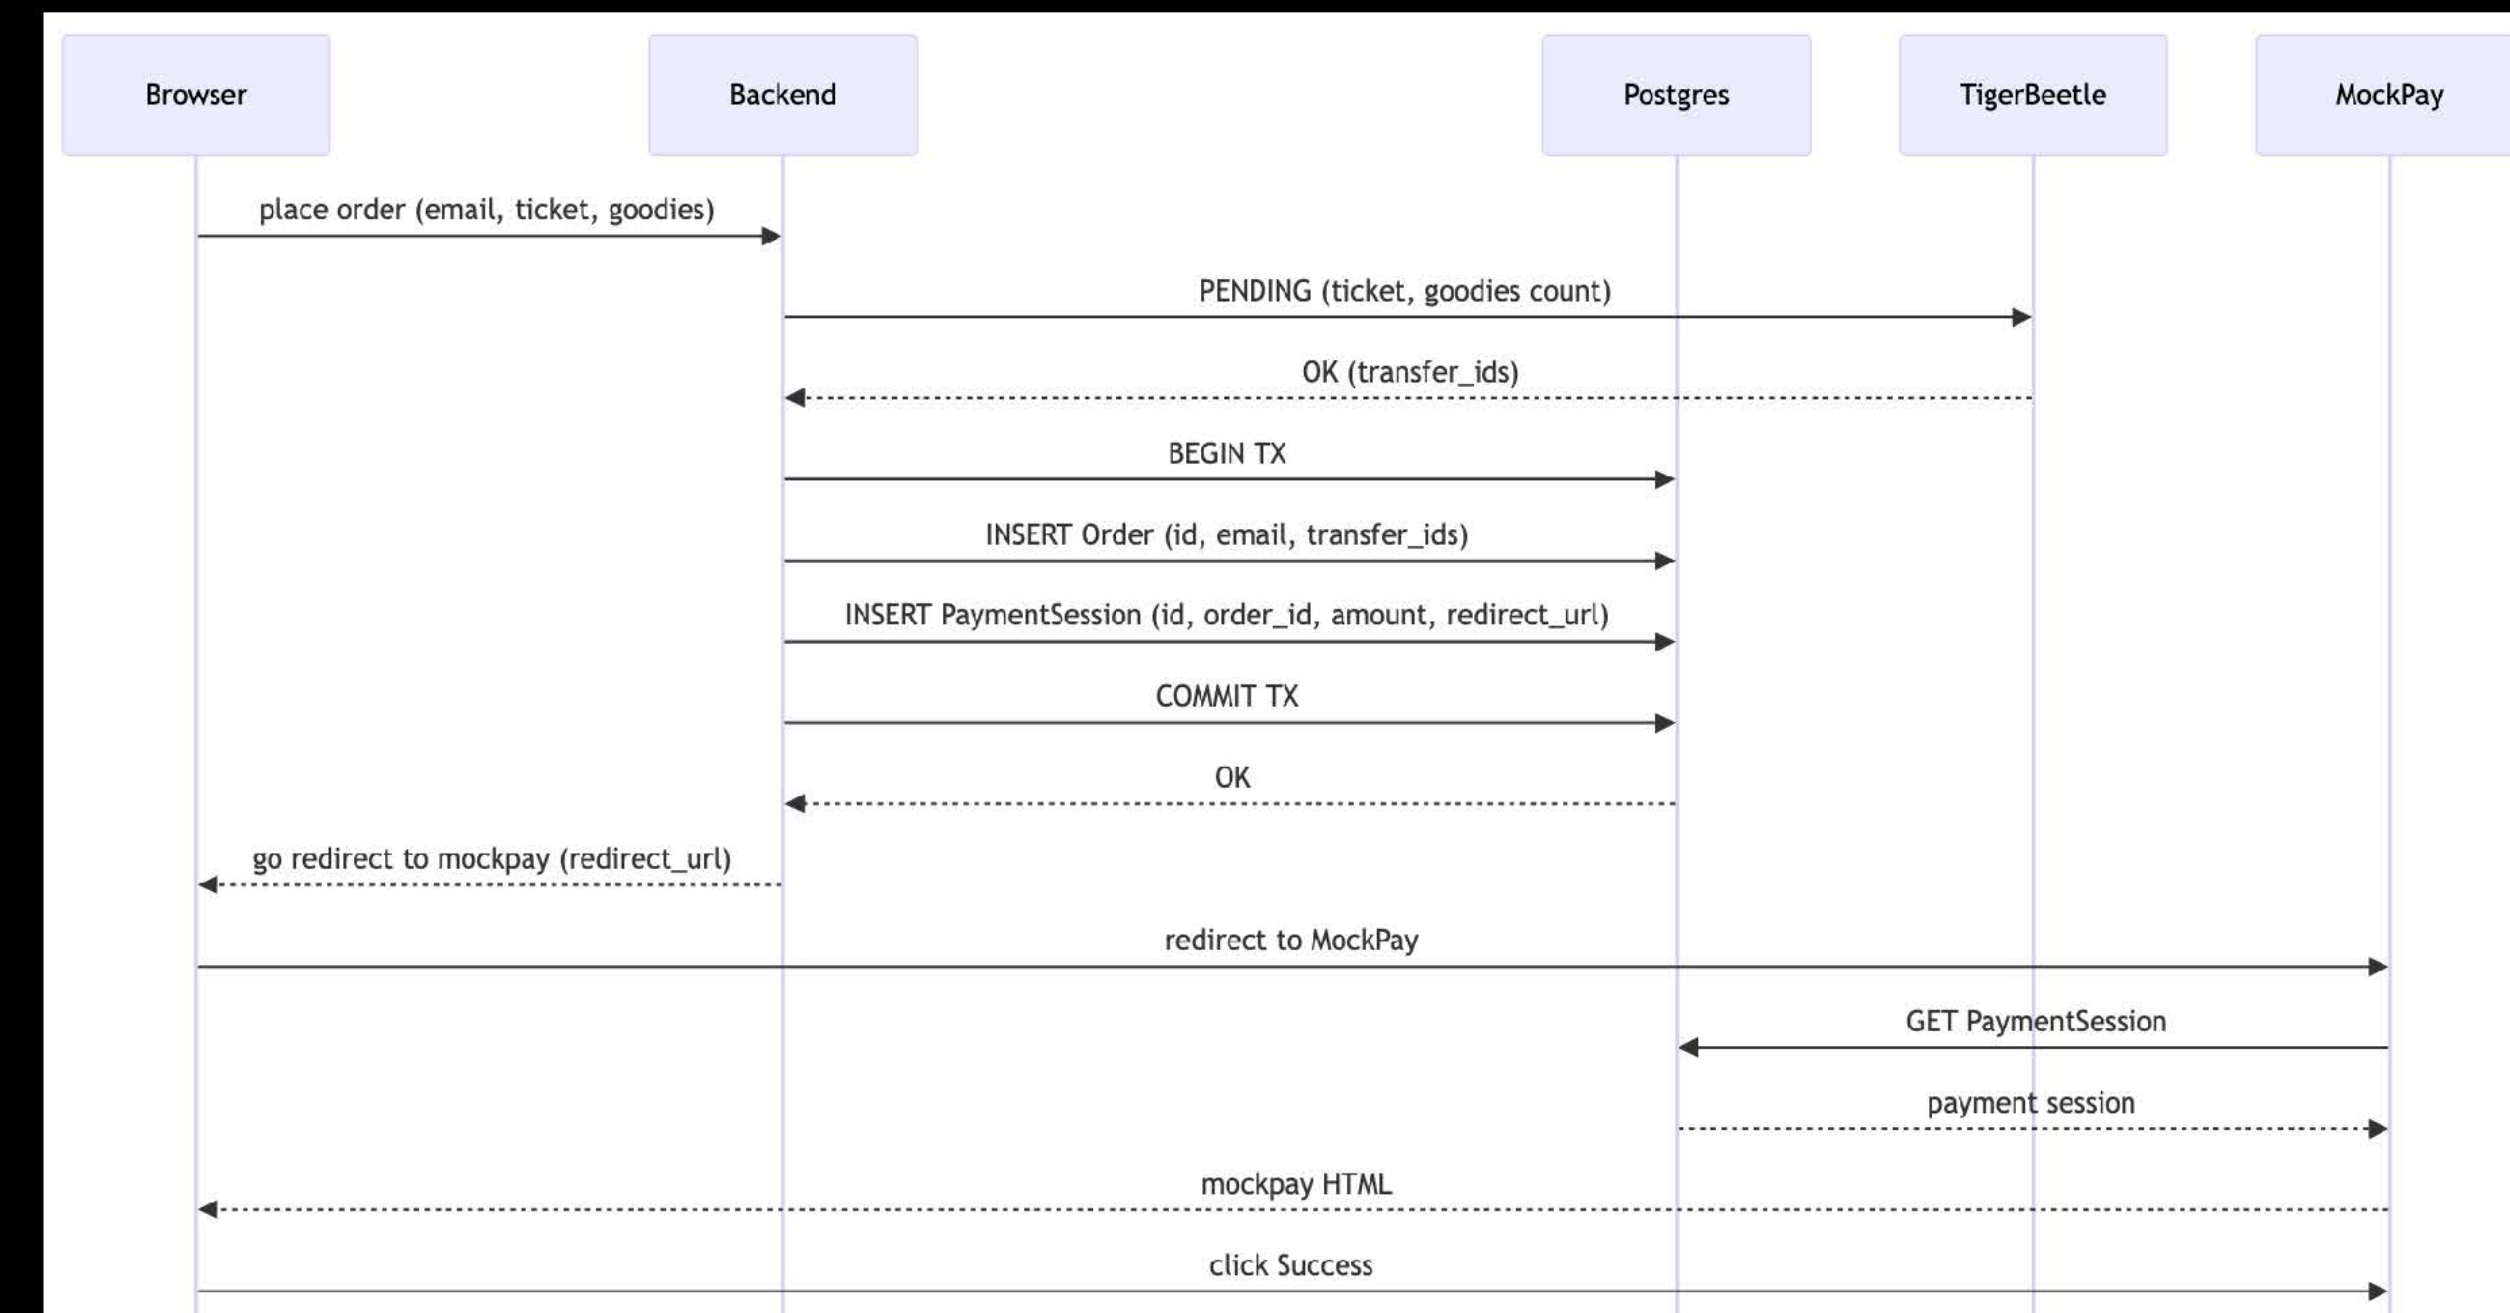 Browser
Backend
Postgres
TigerBeetle
MockPay
place order (email, ticket, goodies)
PENDING (ticket, goodies count)
OK (transfer_ids)
BEGIN TX
INSERT Order (id, email, transfer_ids)
INSERT PaymentSession (id, order_id, amount, redirect_url)
COMMIT TX
OK
go redirect to mockpay (redirect_url)
redirect to MockPay
GET PaymentSession
payment session
mockpay HTML
click Success